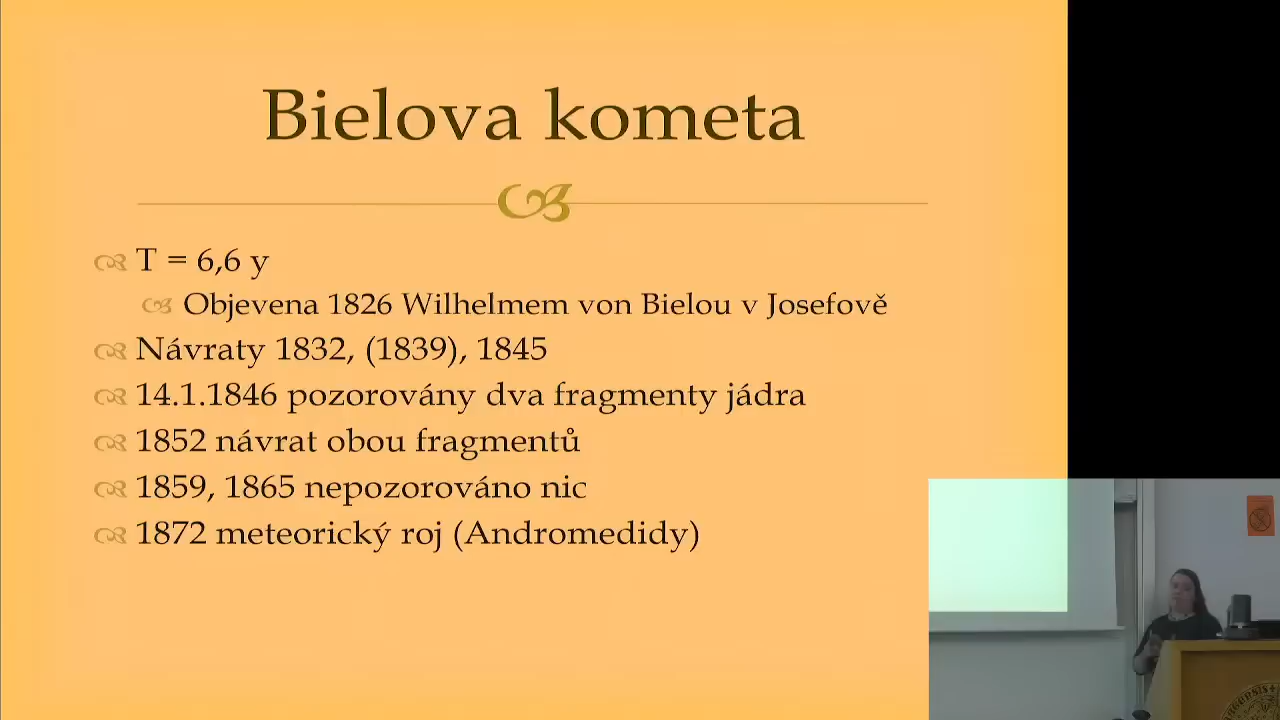 Bielova kometa
T = 6,6 y
Objevena 1826 Wilhelmem von Bielou v Josefově
Návraty 1832, (1839), 1845
14.1.1846 pozorovány dva fragmenty jádra
1852 návrat obou fragmentů
1859, 1865 nepozorováno nic
1872 meteorický roj (Andromedidy)